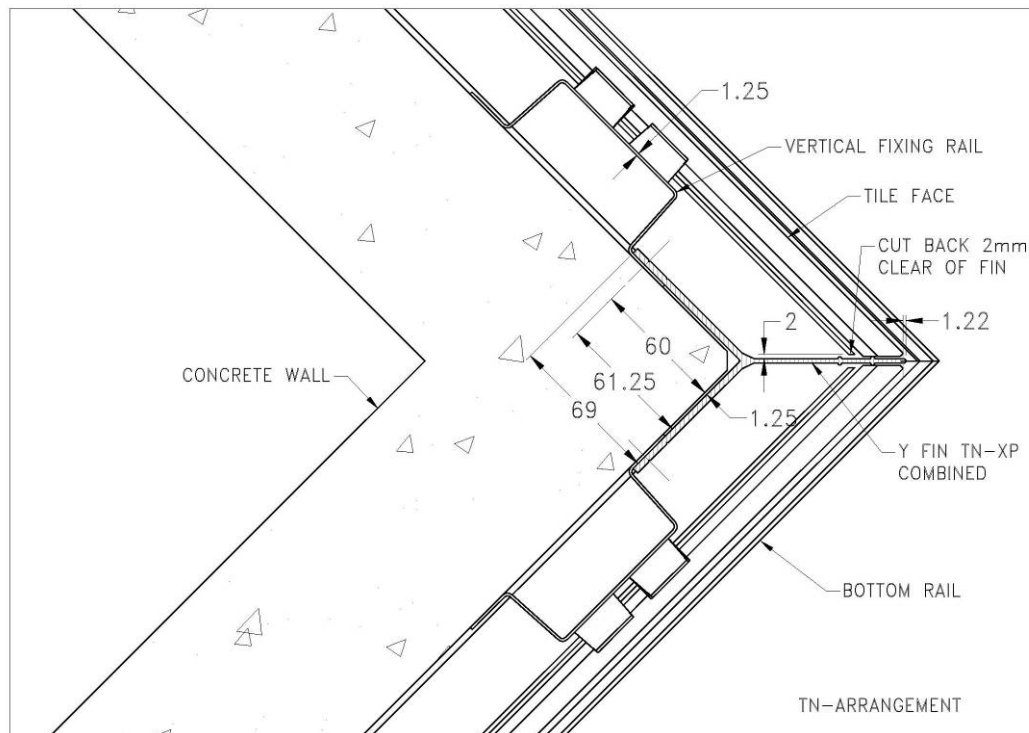 1.25
VERTICAL FIXING RAIL
TILE FACE
CUT BACK 2mm
CLEAR OF FIN
2
1.22
60
CONCRETE WALL
61.25
69
1.25
Y FIN TN-XP
COMBINED
BOTTOM RAIL
TN-ARRANGEMENT